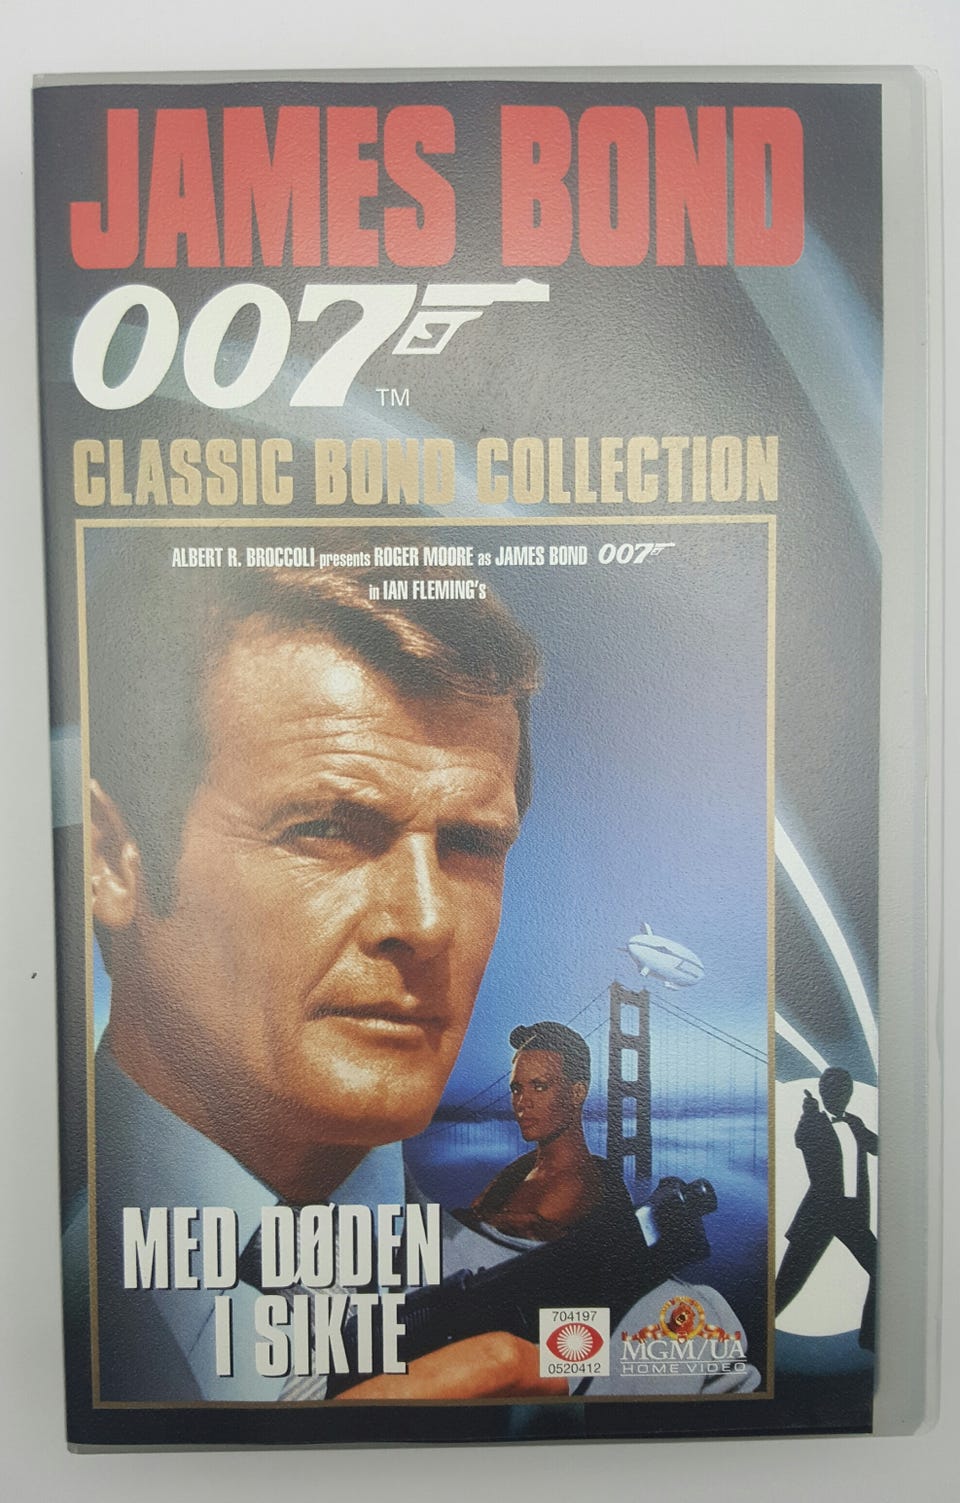 JAMES BOND
007
TM
CLASSIC BOND COLLECTION
ALBERT R. BROCCOLI presents ROGER MOORE as JAMES BOND 007
in IAN FLEMING'S
MED DØDEN
I SIKTE
704197
0520412
MGM/UA
HOME VIDEO